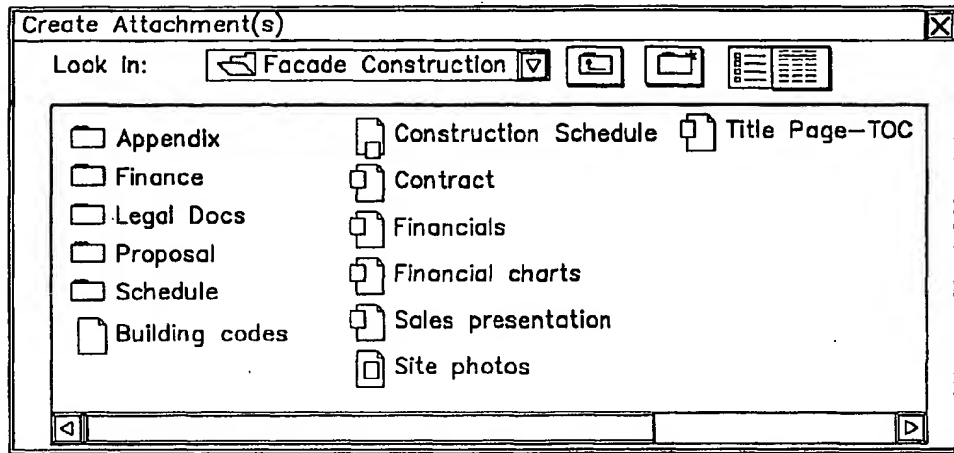 Create Attachment(s)
Look in: Facade Construction
Appendix
Finance
Legal Docs
Proposal
Schedule
Building codes
Construction Schedule
Contract
Financials
Financial charts
Sales presentation
Site photos
Title Page-TOC